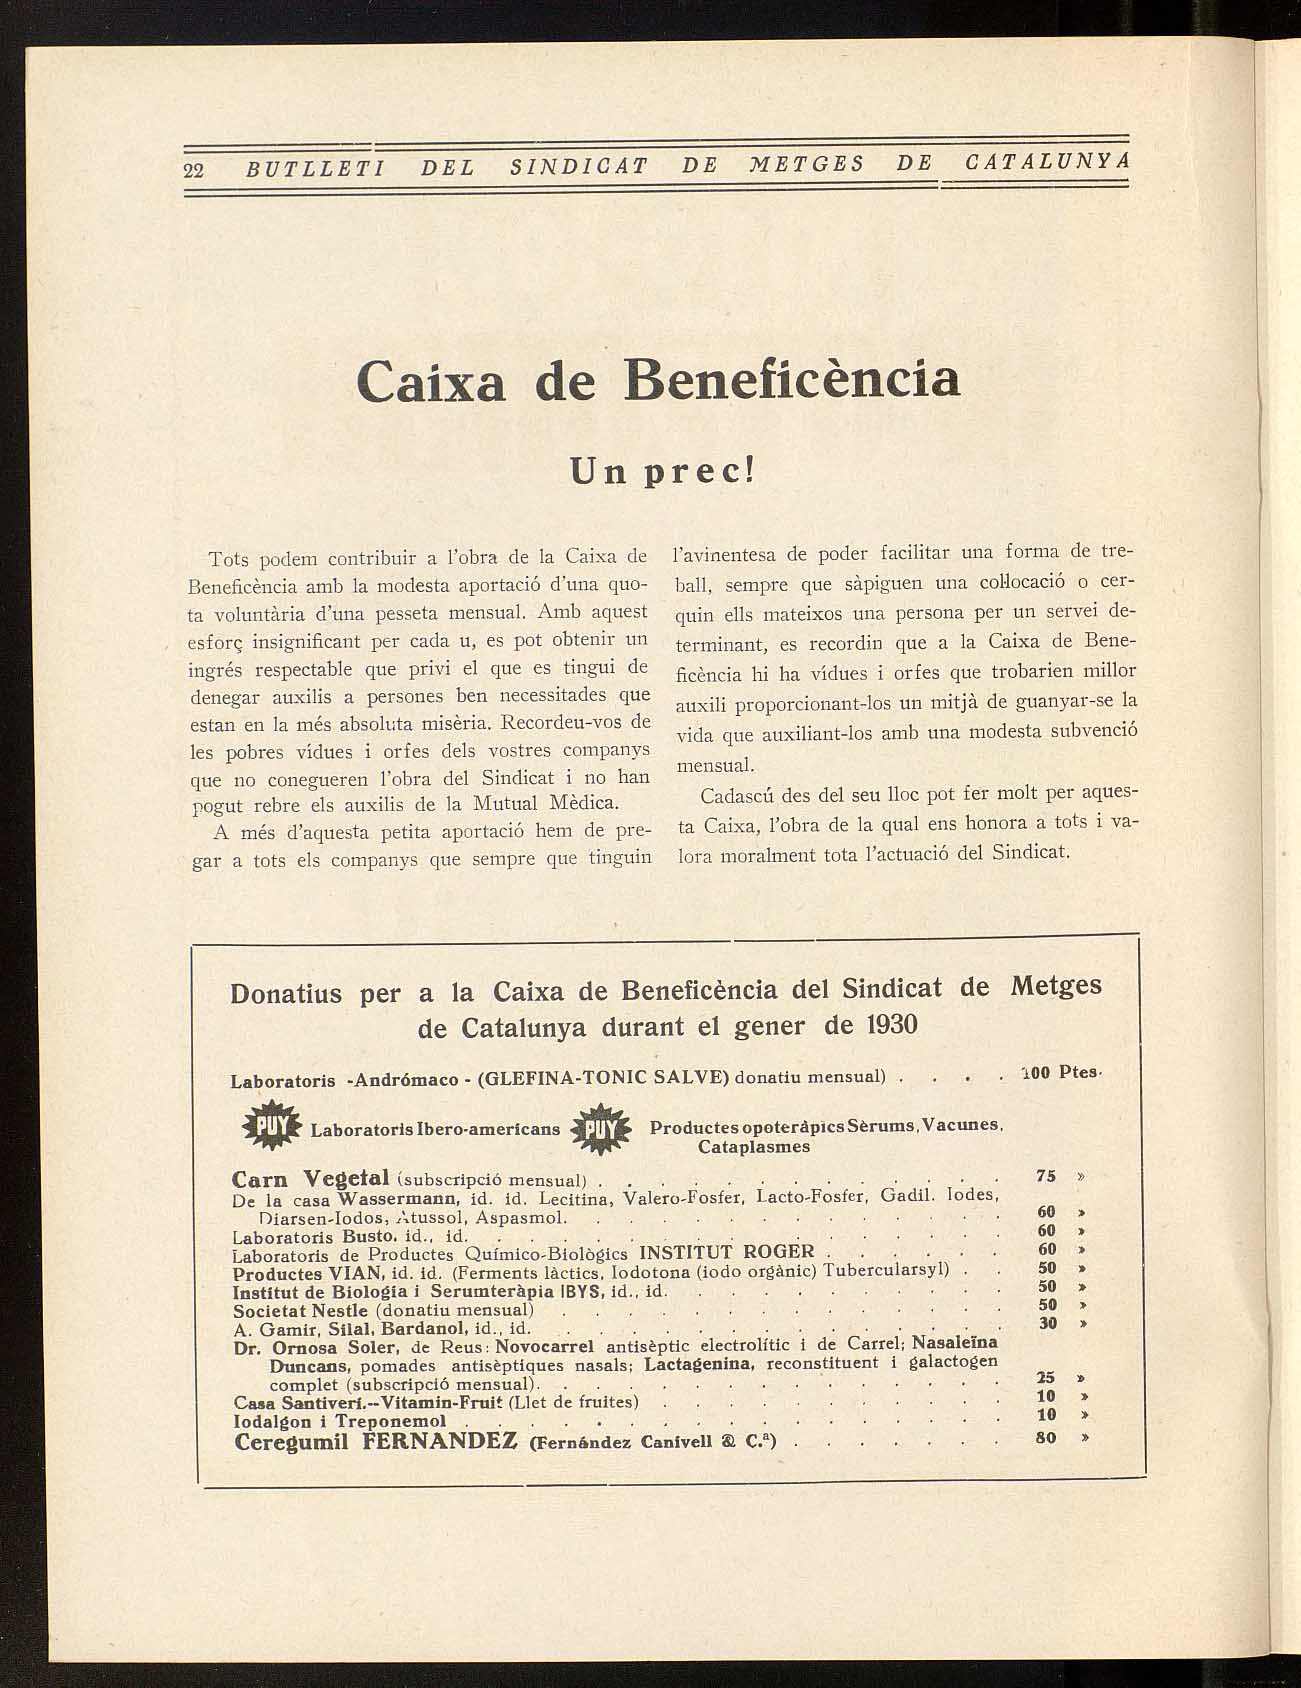 22 BUTLLETI DEL SINDICAT DE METGES DE CATALUNYA
Caixa de Beneficència
Un prec!
Tots podem contribuir a l'obra de la Caixa de
Beneficència amb la modesta aportació d'una quo-
ta voluntària d'una pesseta mensual. Amb aquest
esforç insignificant per cada u, es pot obtenir un
ingrés respectable que privi el que es tingui de
denegar auxilis a persones ben necessitades que
estan en la més absoluta misèria. Recordeu-vos de
les pobres vídues i orfes dels vostres companys
que no conegueren l'obra del Sindicat i no han
pogut rebre els auxilis de la Mutual Mèdica.
A més d'aquesta petita aportació hem de pre-
gar a tots els companys que sempre que tinguin
l'avinentesa de poder facilitar una forma de tre-
ball, sempre que sàpiguen una col·locació o cer-
quin ells mateixos una persona per un servei de-
terminant, es recordin que a la Caixa de Bene-
ficència hi ha vídues i orfes que trobarien millor
auxili proporcionant-los un mitjà de guanyar-se la
vida que auxiliant-los amb una modesta subvenció
mensual.
Cadascú des del seu lloc pot fer molt per aques-
ta Caixa, l'obra de la qual ens honora a tots i va-
lora moralment tota l'actuació del Sindicat.
Donatius per a la Caixa de Beneficència del Sindicat de Metges
de Catalunya durant el gener de 1930
Laboratoris -Andrómaco - (GLEFINA-TONIC SALVE) donatiu mensual) . . . . 100 Ptes.
PUY Laboratoris Ibero-americans PUY Productes opoteràpics Sèrums, Vacunes,
Cataplasmes
Carn Vegetal (subscripció mensual) . . . . . . . . . . . . . 75 »
De la casa Wassermann, id. id. Lecitina, Valero-Fosfer, Lacto-Fosfer, Gadil. Iodes,
Diarsen-Iodos, Atussol, Aspasmol. . . . . . . . . . . . . . 60 »
Laboratoris Busto, id., id. . . . . . . . . . . . . . . . . 60 »
Laboratoris de Productes Químico-Biològics INSTITUT ROGER . . . . . . 60 »
Productes VIAN, id. id. (Ferments làctics, Iodotona (iodo orgànic) Tubercularsyl) . . 50 »
Institut de Biologia i Serumteràpia IBYS, id., id. . . . . . . . . . . 50 »
Societat Nestle (donatiu mensual) . . . . . . . . . . . . . . 50 »
A. Gamir, Silal, Bardanol, id., id. . . . . . . . . . . . . . . 30 »
Dr. Ornosa Soler, de Reus: Novocarrel antisèptic electrolític i de Carrel; Nasaleïna
Duncans, pomades antisèptiques nasals; Lactagenina, reconstituent i galactogen
complet (subscripció mensual). . . . . . . . . . . . . . . 25 »
Casa Santiveri.--Vitamin-Fruit (Llet de fruites) . . . . . . . . . . . 10 »
Iodalgon i Treponemol . . . . . . . . . . . . . . . . . 10 »
Ceregumil FERNANDEZ (Fernández Canivell & C.ª) . . . . . . . 80 »